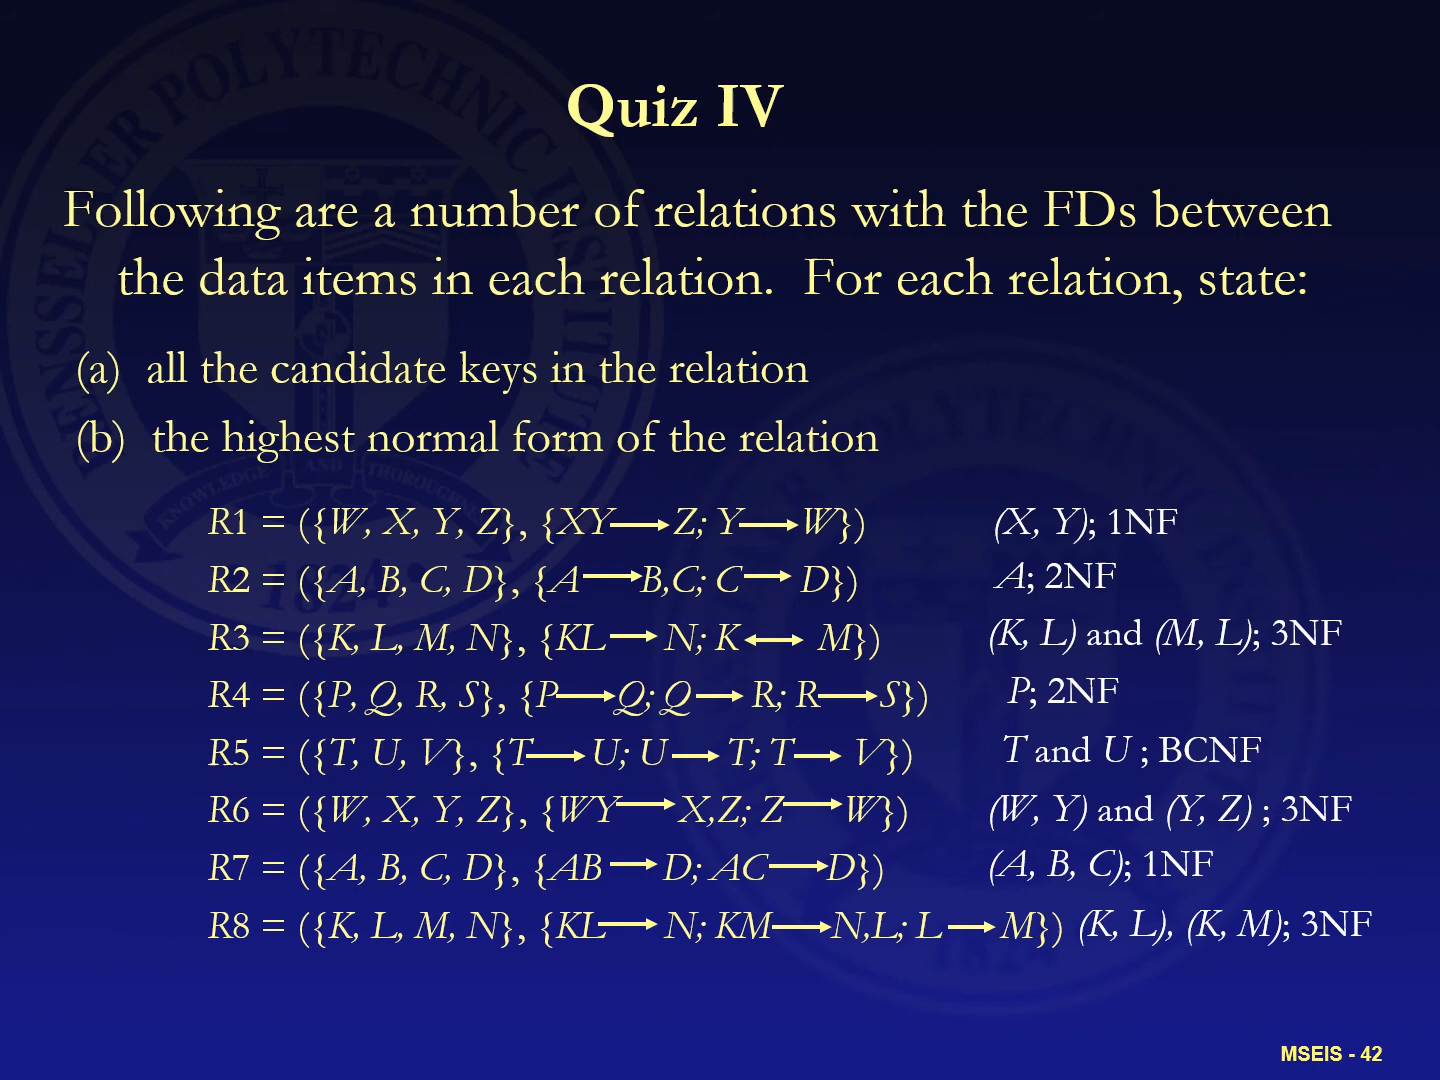 Quiz IV
Following are a number of relations with the FDs between
the data items in each relation. For each relation, state:
(a) all the candidate keys in the relation
(b) the highest normal form of the relation
R1 = ({W, X, Y, Z}, {XY → Z; Y → W}) (X, Y); 1NF
R2 = ({A, B, C, D}, {A → B,C; C → D}) A; 2NF
R3 = ({K, L, M, N}, {KL → N; K ↔ M}) (K, L) and (M, L); 3NF
R4 = ({P, Q, R, S}, {P → Q; Q → R; R → S}) P; 2NF
R5 = ({T, U, V}, {T → U; U → T; T → V}) T and U ; BCNF
R6 = ({W, X, Y, Z}, {WY → X,Z; Z → W}) (W, Y) and (Y, Z) ; 3NF
R7 = ({A, B, C, D}, {AB → D; AC → D}) (A, B, C); 1NF
R8 = ({K, L, M, N}, {KL → N; KM → N,L; L → M}) (K, L), (K, M); 3NF
MSEIS - 42